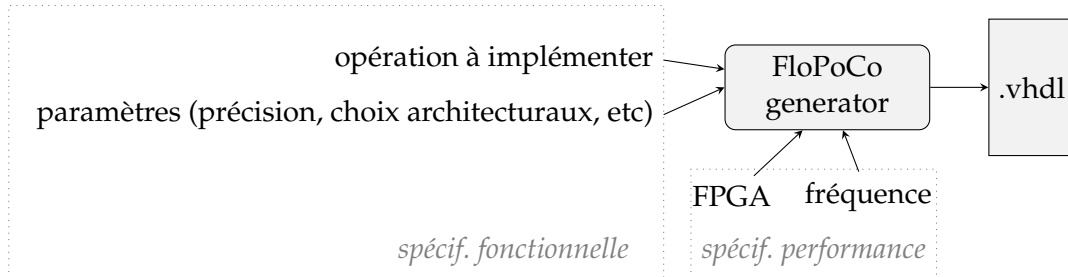 opération à implémenter
paramètres (précision, choix architecturaux, etc)
FloPoCo
generator
.vhdl
FPGA
fréquence
spécif. fonctionnelle
spécif. performance